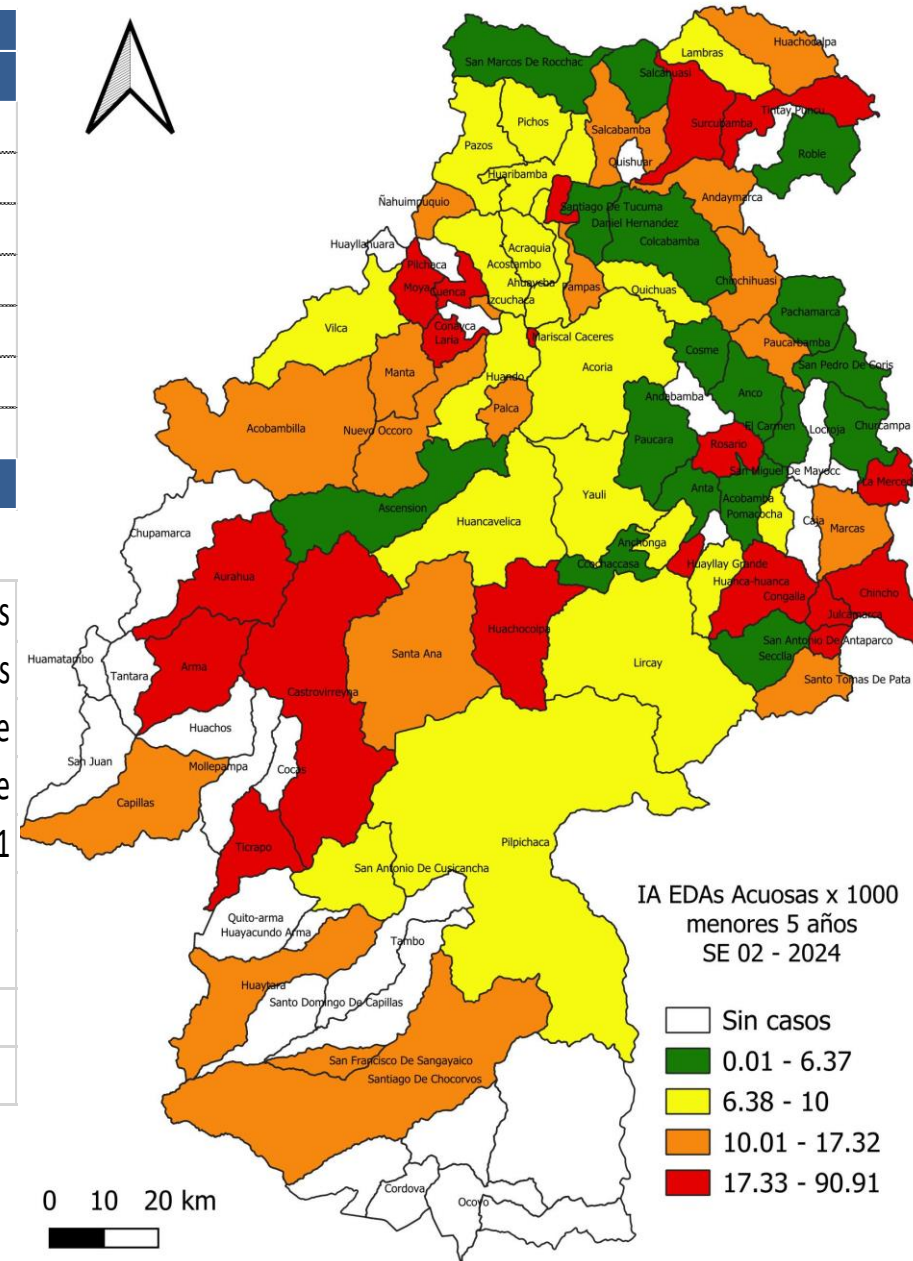 San Marcos De Rocchac
Salcahuasi
Lambras
Huachocolpa
Pichos
Pazos
Salcabamba
Surcubamba
Tintay Puncu
Quishuar
Roble
Huaribamba
Ñahuimpuquio
Santiago De Tucuma
Daniel Hernandez
Andaymarca
Huayllahuara
Acraquia
Colcabamba
Pilchaca
Acostambo
Moya
Cuenca
Ahuaycha
Pampas
Quichuas
Chinchihuasi
Izcuchaca
Pachamarca
Vilca
Conayca
Laria
Mariscal Caceres
Cosme
Paucarbamba
San Pedro De Coris
Manta
Huando
Acoria
Andabamba
Anco
Palca
Acobambilla
Nuevo Occoro
Paucara
Rosario
El Carmen
Locroja
Churcampa
San Miguel De Mayocc
La Merced
Ascension
Huancavelica
Yauli
Anta
Acobamba
Pomacocha
Caja
Marcas
Chupamarca
Anchonga
Ccochaccasa
Aurahua
Huayllay Grande
Huanca-huanca
Congalla
Chincho
Julcamarca
Huachocolpa
San Antonio De Antaparco
Huamatambo
Tantara
Arma
Santa Ana
Lircay
Secclla
Santo Tomas De Pata
Castrovirreyna
Huachos
San Juan
Mollepampa
Cocas
Capillas
Ticrapo
Pilpichaca
San Antonio De Cusicancha
Quito-arma
Huayacundo Arma
Tambo
Huaytara
Santo Domingo De Capillas
San Francisco De Sangayaico
Santiago De Chocorvos
Cordova
Ocoyo
s
s
e
e
1
IA EDAs Acuosas x 1000
menores 5 años
SE 02 - 2024
Sin casos
0.01 - 6.37
6.38 - 10
10.01 - 17.32
17.33 - 90.91
0 10 20 km